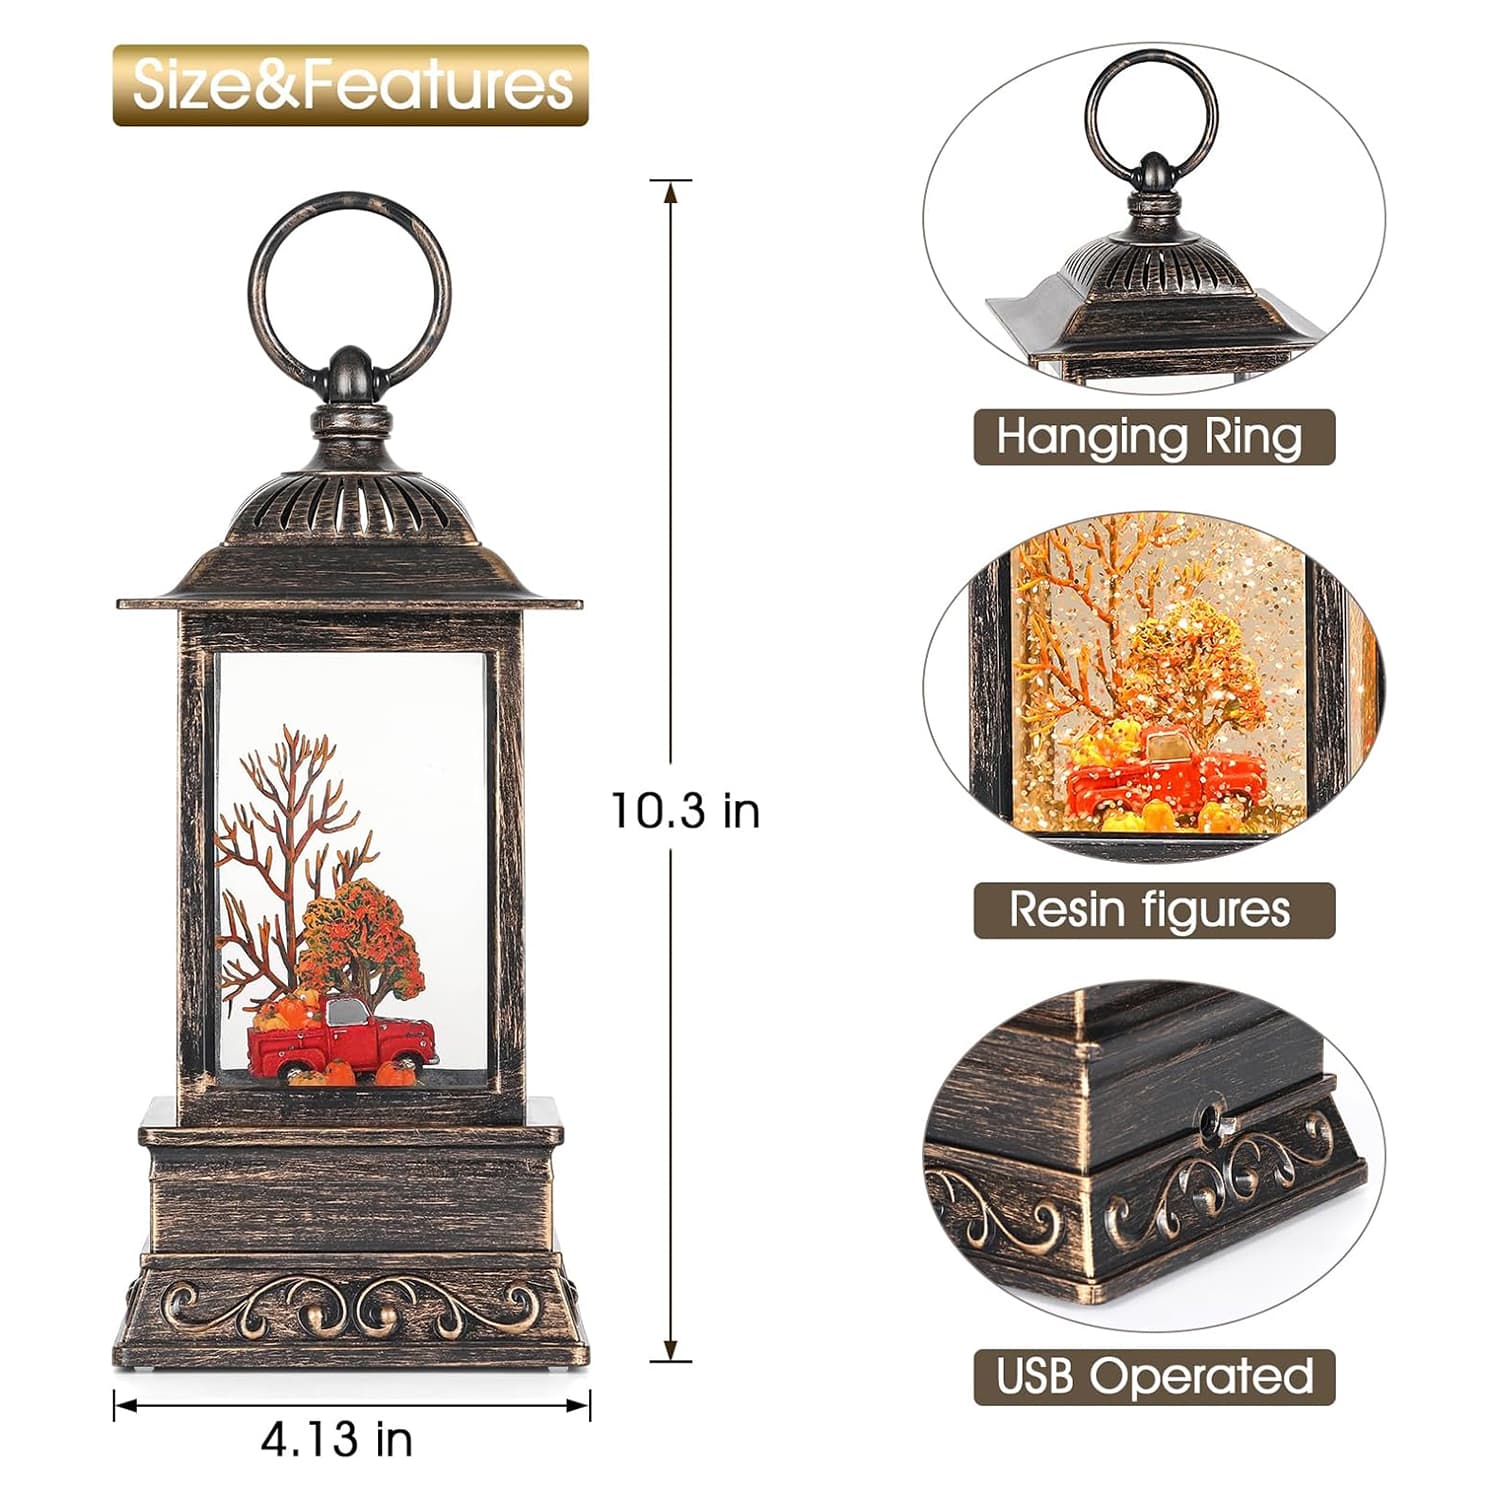 Size&Features
10.3 in
4.13 in
Hanging Ring
Resin figures
USB Operated